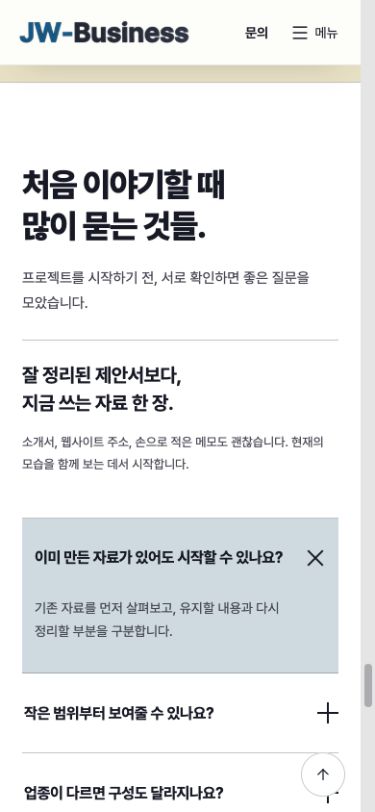 JW-Business
문의
메뉴
처음 이야기할 때
많이 묻는 것들.
프로젝트를 시작하기 전, 서로 확인하면 좋은 질문을
모았습니다.
잘 정리된 제안서보다,
지금 쓰는 자료 한 장.
소개서, 웹사이트 주소, 손으로 적은 메모도 괜찮습니다. 현재의
모습을 함께 보는 데서 시작합니다.
이미 만든 자료가 있어도 시작할 수 있나요?
기존 자료를 먼저 살펴보고, 유지할 내용과 다시
정리할 부분을 구분합니다.
작은 범위부터 보여줄 수 있나요?
업종이 다르면 구성도 달라지나요?